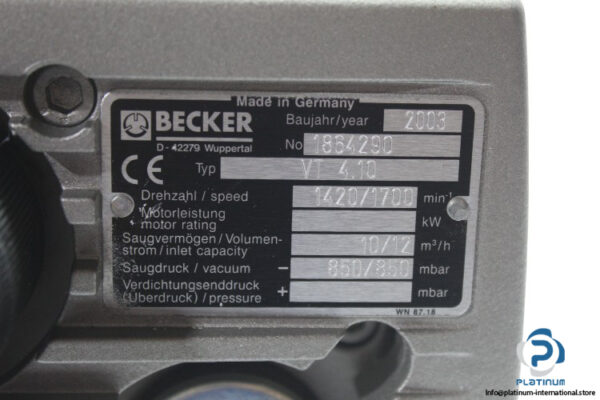 Made in Germany
BECKER
Baujahr/year 2003
D-42279 Wuppertal
No 1864290
CE Typ VT 4.10
Drehzahl / speed 1420/1700 min-1
Motorleistung
motor rating kW
Saugvermögen/Volumen-
strom/inlet capacity 10/12 m³/h
Saugdruck / vacuum - 850/850 mbar
Verdichtungsenddruck
(Überdruck) / pressure + mbar
WN 67.18
PLATINUM
info@platinum-international.store